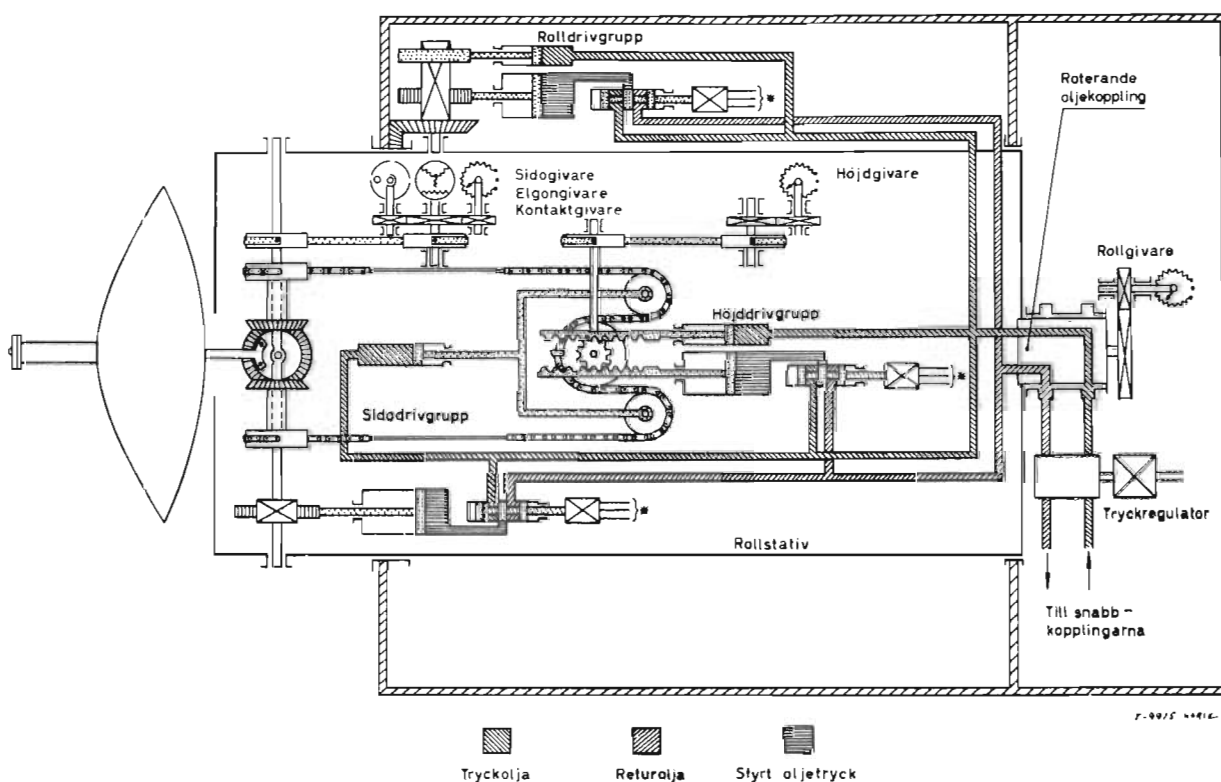 Rolldrivgrupp
Roterande
oljekoppling
Sidogivare
Elgongivare
Kontaktgivare
Höjdgivare
Rollgivare
Höjddrivgrupp
Sidodrivgrupp
Tryckregulator
Rollstativ
Till snabb-
kopplingarna
Tryckolja
Returolja
Styrt oljetryck